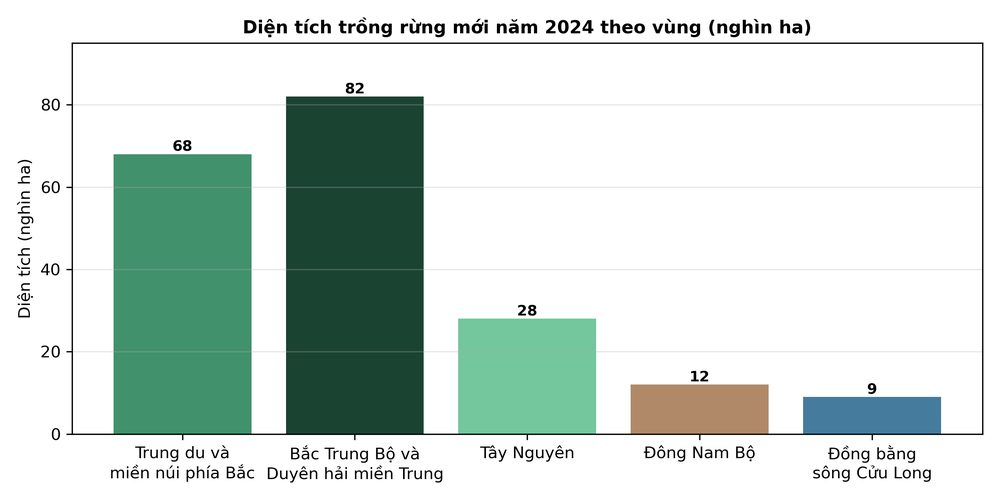 Diện tích trồng rừng mới năm 2024 theo vùng (nghìn ha)
Diện tích (nghìn ha)
80
60
40
20
0
68
82
28
12
9
Trung du và
miền núi phía Bắc
Bắc Trung Bộ và
Duyên hải miền Trung
Tây Nguyên
Đông Nam Bộ
Đồng bằng
sông Cửu Long